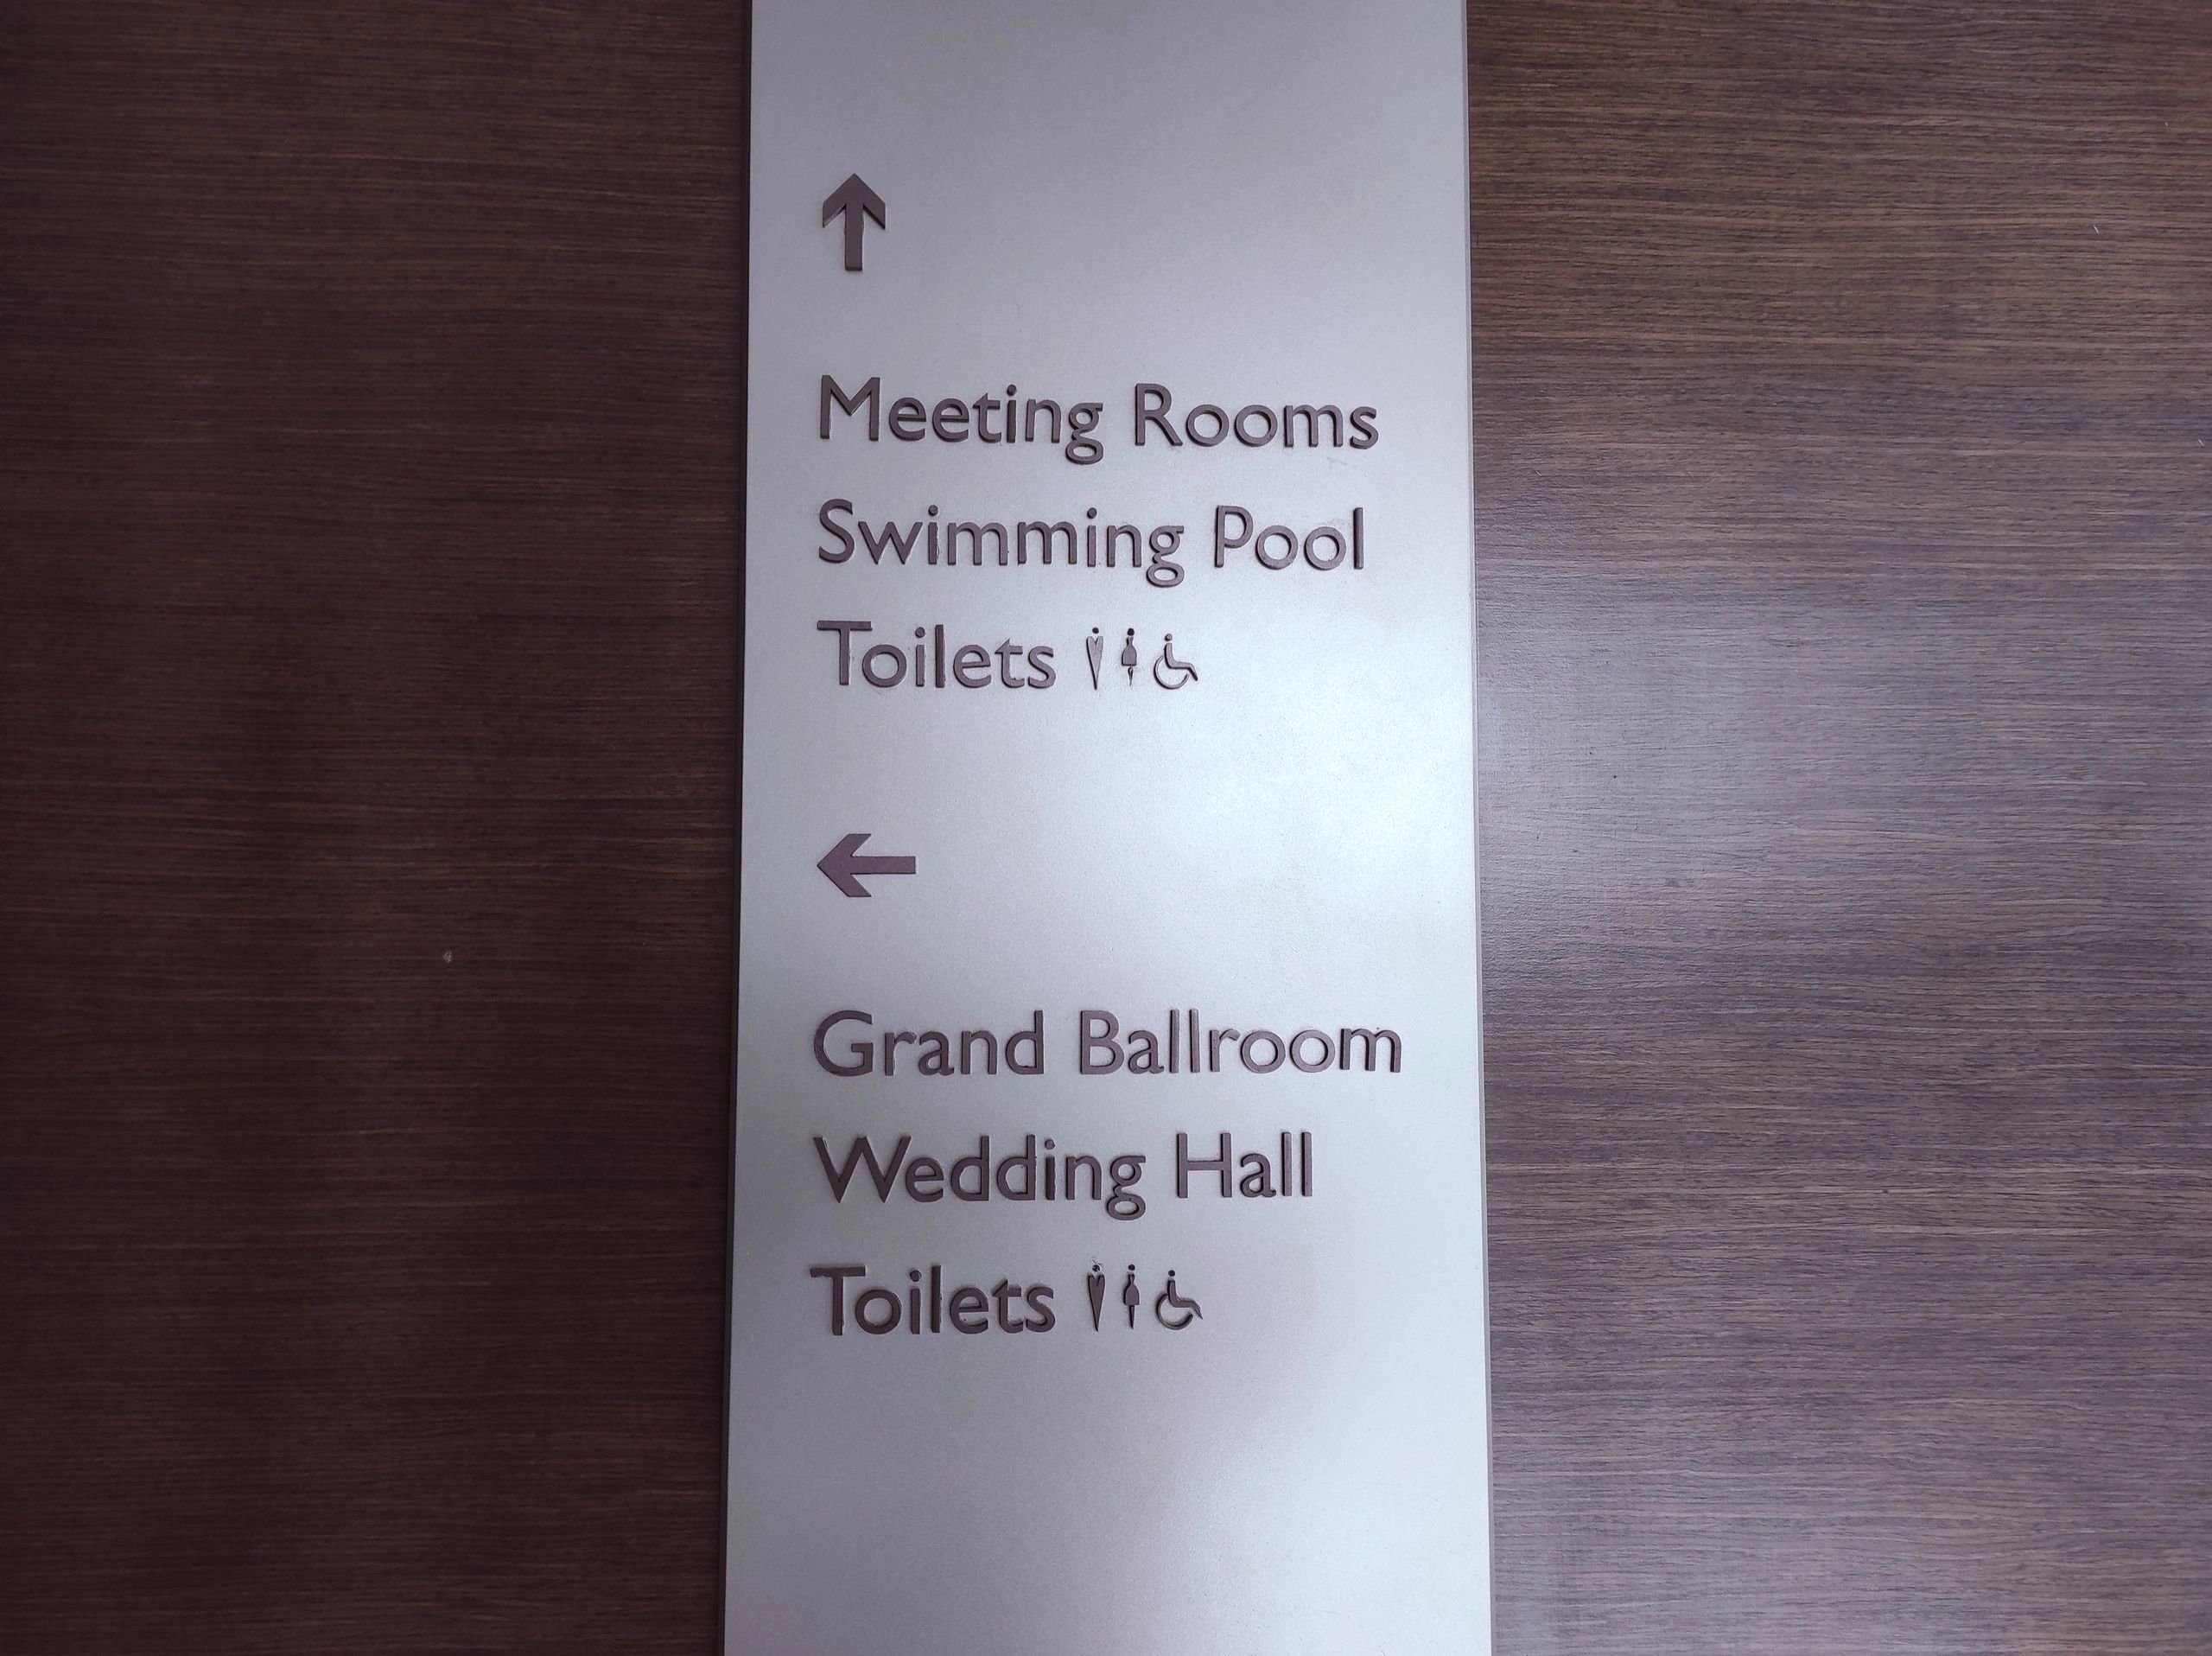 Meeting Rooms
Swimming Pool
Toilets
Grand Ballroom
Wedding Hall
Toilets